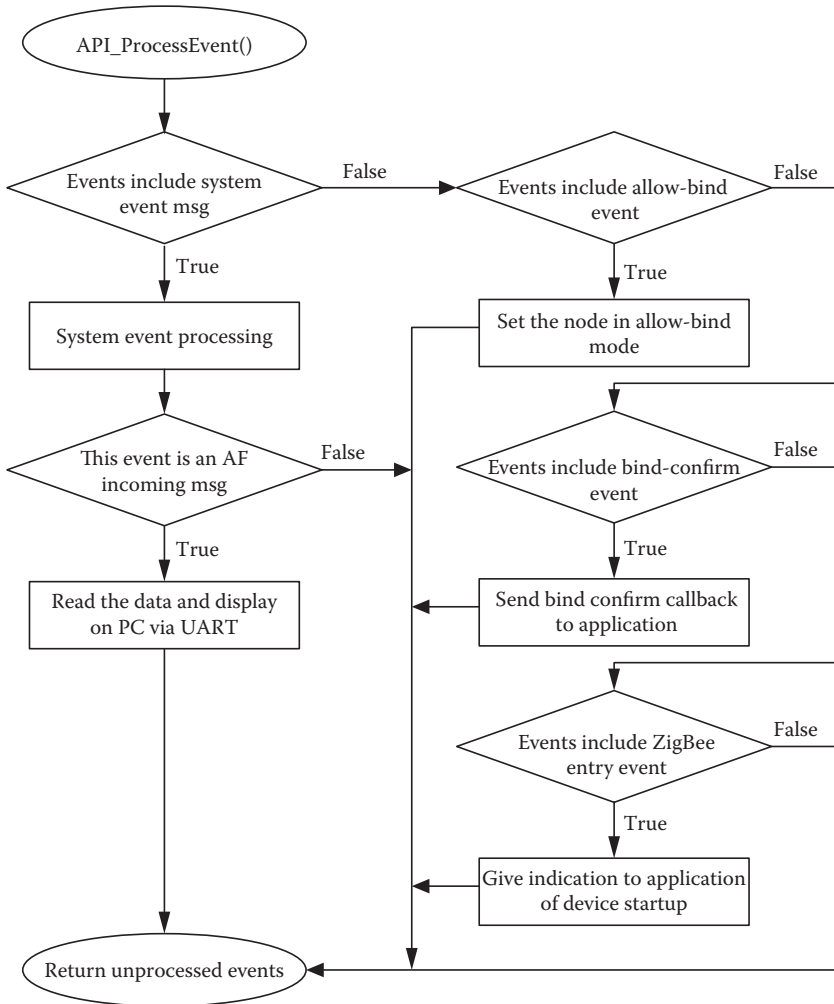 API_ProcessEvent()
Events include system
event msg
False
Events include allow-bind
event
False
True
True
System event processing
Set the node in allow-bind
mode
This event is an AF
incoming msg
False
Events include bind-confirm
event
False
True
True
Read the data and display
on PC via UART
Send bind confirm callback
to application
Events include ZigBee
entry event
False
True
Give indication to application
of device startup
Return unprocessed events